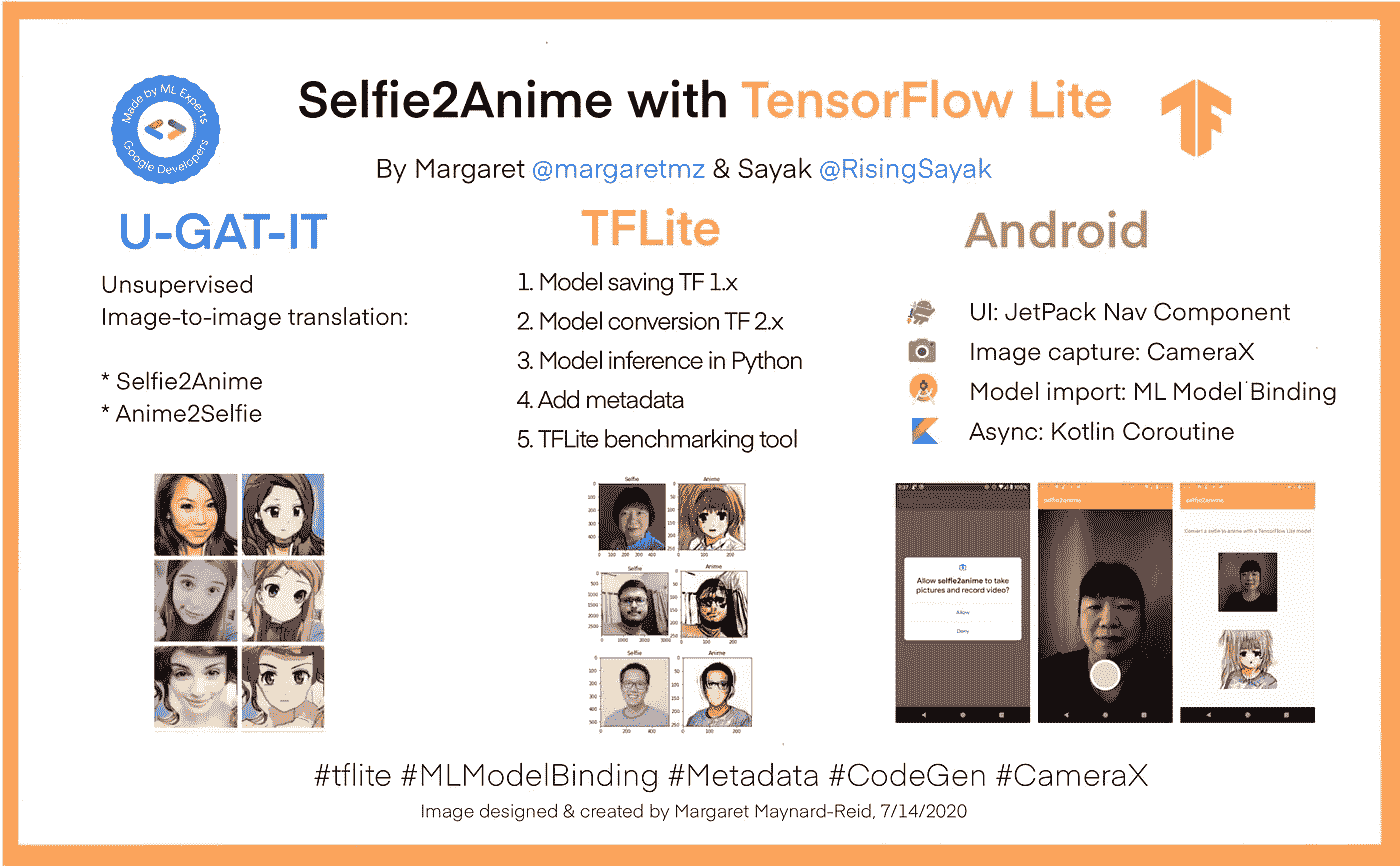 Made by ML Experts
Google Developers
Selfie2Anime with TensorFlow Lite
By Margaret @margaretmz & Sayak @RisingSayak
U-GAT-IT
Unsupervised
Image-to-image translation:
* Selfie2Anime
* Anime2Selfie
TFLite
1. Model saving TF 1.x
2. Model conversion TF 2.x
3. Model inference in Python
4. Add metadata
5. TFLite benchmarking tool
Android
UI: JetPack Nav Component
Image capture: CameraX
Model import: ML Model Binding
Async: Kotlin Coroutine
Selfie
Anime
Selfie
Anime
Selfie
Anime
9:37
100%
Allow selfie2anime to take
pictures and record video?
Allow
Deny
selfie2anime
selfie2anime
Convert a selfie to anime with a TensorFlow Lite model
#tflite #MLModelBinding #Metadata #CodeGen #CameraX
Image designed & created by Margaret Maynard-Reid, 7/14/2020